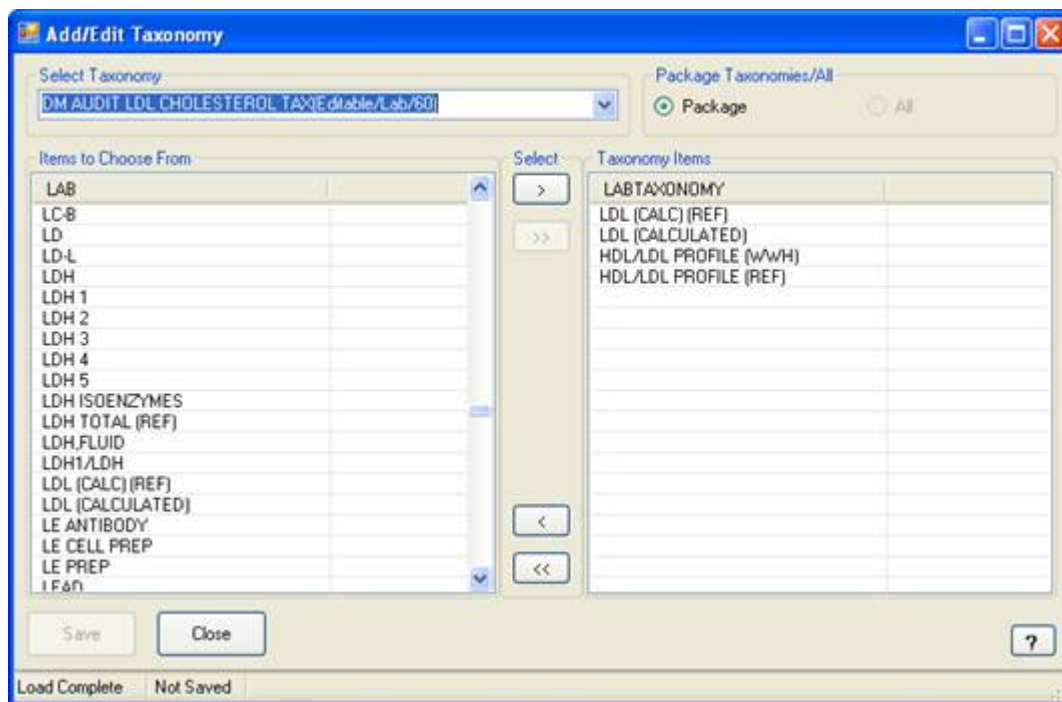 Add/Edit Taxonomy
Select Taxonomy
DM AUDIT LDL CHOLESTEROL TAX(Editable/Lab/60)
Package Taxonomies/All
Package
All
Items to Choose From
LAB
LC-B
LD
LD-L
LDH
LDH 1
LDH 2
LDH 3
LDH 4
LDH 5
LDH ISOENZYMES
LDH TOTAL (REF)
LDH,FLUID
LDH1/LDH
LDL (CALC) (REF)
LDL (CALCULATED)
LE ANTIBODY
LE CELL PREP
LE PREP
LEAD
Select
>
>>
<
<<
Taxonomy Items
LABTAXONOMY
LDL (CALC) (REF)
LDL (CALCULATED)
HDL/LDL PROFILE (WWH)
HDL/LDL PROFILE (REF)
Save
Close
?
Load Complete
Not Saved